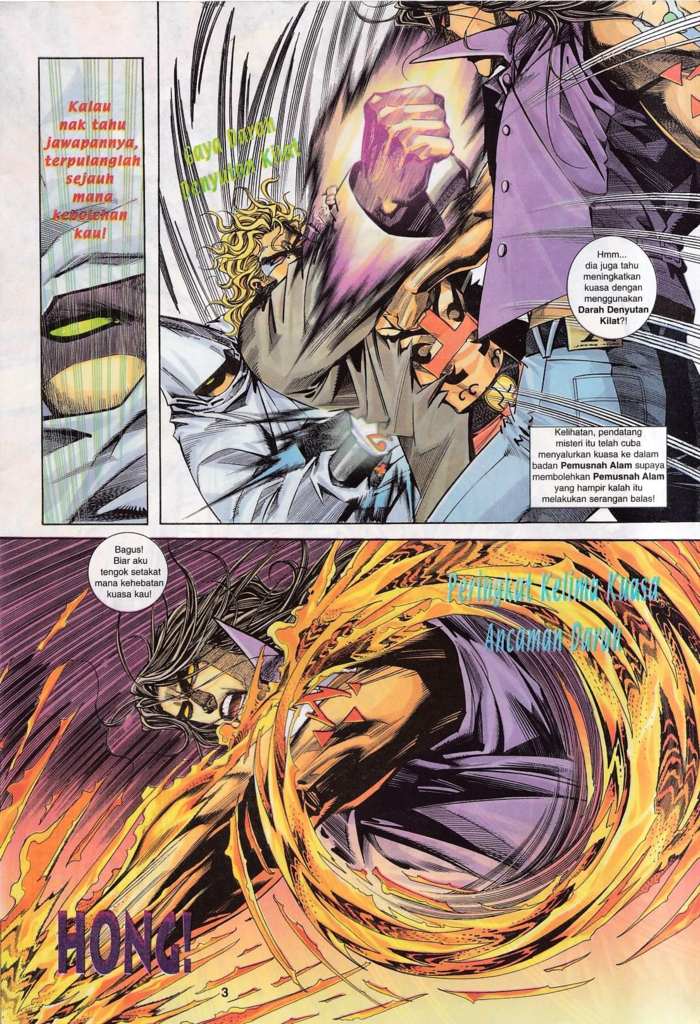 Kalau
nak tahu
jawapannya,
terpulanglah
sejauh
mana
kebolehan
kau!
Gaya Darah
Denyutan Kilat
Hmm...
dia juga tahu
meningkatkan
kuasa dengan
menggunakan
Darah Denyutan
Kilat?!
Kelihatan, pendatang
misteri itu telah cuba
menyalurkan kuasa ke dalam
badan Pemusnah Alam supaya
membolehkan Pemusnah Alam
yang hampir kalah itu
melakukan serangan balas!
Bagus!
Biar aku
tengok setakat
mana kehebatan
kuasa kau!
Peringkat Kelima Kuasa
Ancaman Darah
HONG!
3